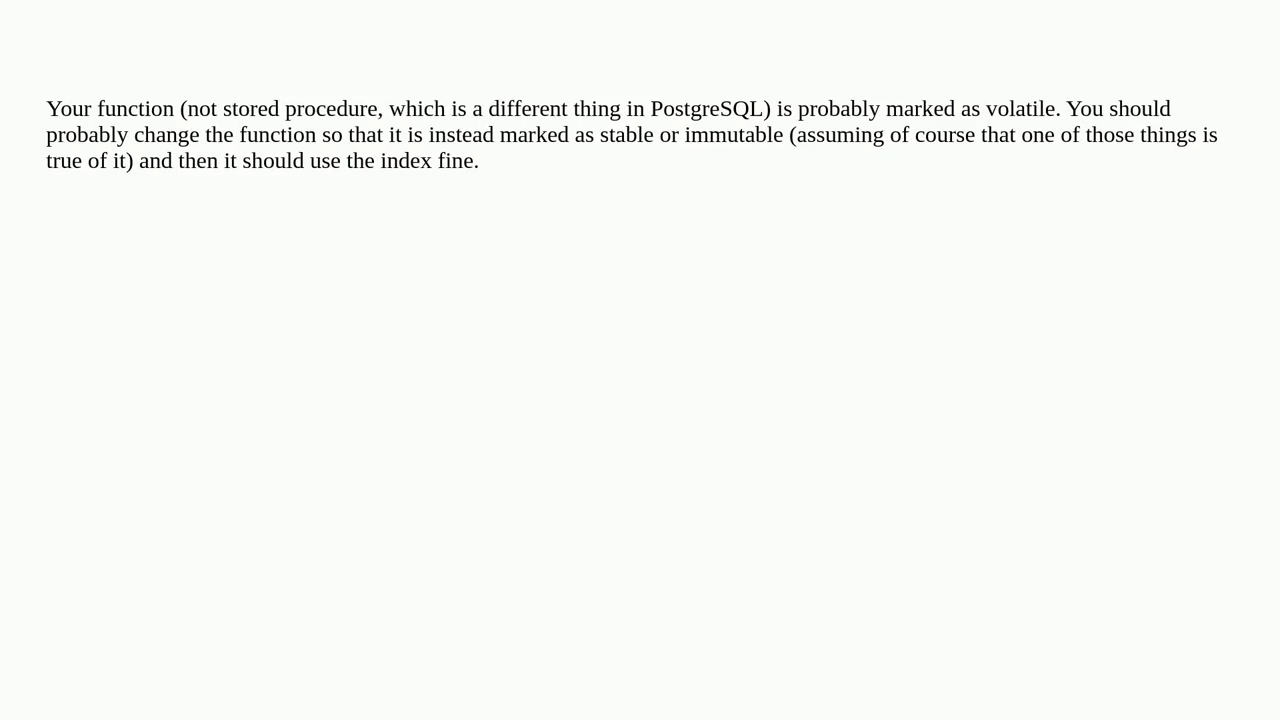 Your function (not stored procedure, which is a different thing in PostgreSQL) is probably marked as volatile. You should
probably change the function so that it is instead marked as stable or immutable (assuming of course that one of those things is
true of it) and then it should use the index fine.